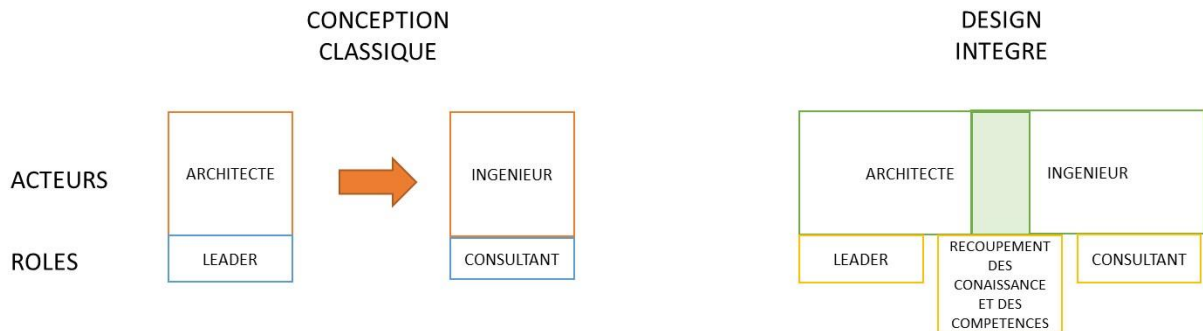 CONCEPTION
CLASSIQUE
DESIGN
INTEGRE
ACTEURS
ARCHITECTE
INGENIEUR
ARCHITECTE
INGENIEUR
ROLES
LEADER
CONSULTANT
LEADER
RECOUPEMENT
DES
CONAISSANCE
ET DES
COMPETENCES
CONSULTANT